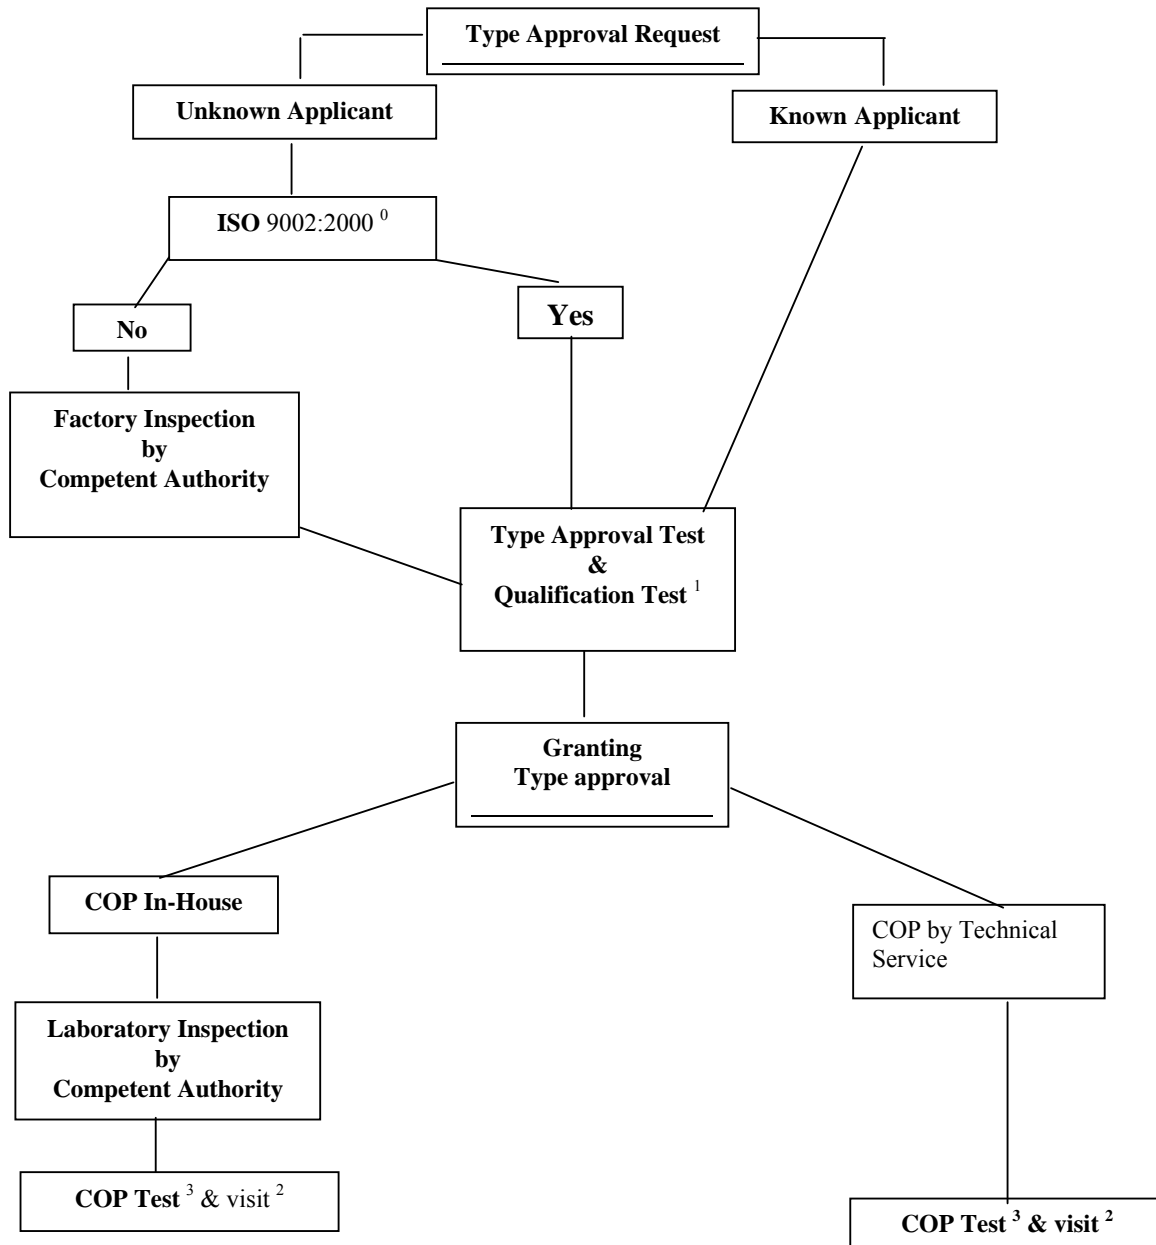 Type Approval Request
Unknown Applicant
Known Applicant
ISO 9002:2000 0
No
Yes
Factory Inspection
by
Competent Authority
Type Approval Test
&
Qualification Test 1
Granting
Type approval
COP In-House
COP by Technical
Service
Laboratory Inspection
by
Competent Authority
COP Test 3 & visit 2
COP Test 3 & visit 2